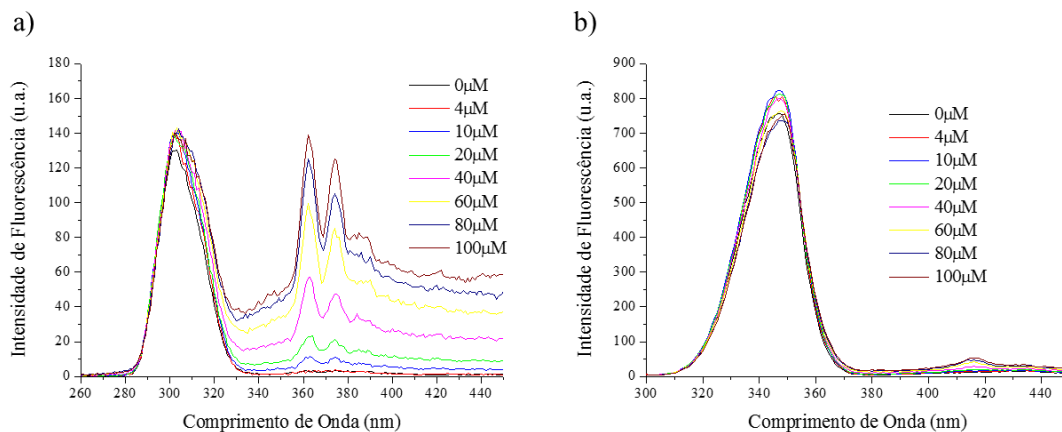 a)
Intensidade de Fluorescência (u.a.)
180
160
140
120
100
80
60
40
20
0
260 280 300 320 340 360 380 400 420 440
Comprimento de Onda (nm)
0μM
4μM
10μM
20μM
40μM
60μM
80μM
100μM
b)
Intensidade de Fluorescência (u.a.)
900
800
700
600
500
400
300
200
100
0
300 320 340 360 380 400 420 440
Comprimento de Onda (nm)
0μM
4μM
10μM
20μM
40μM
60μM
80μM
100μM